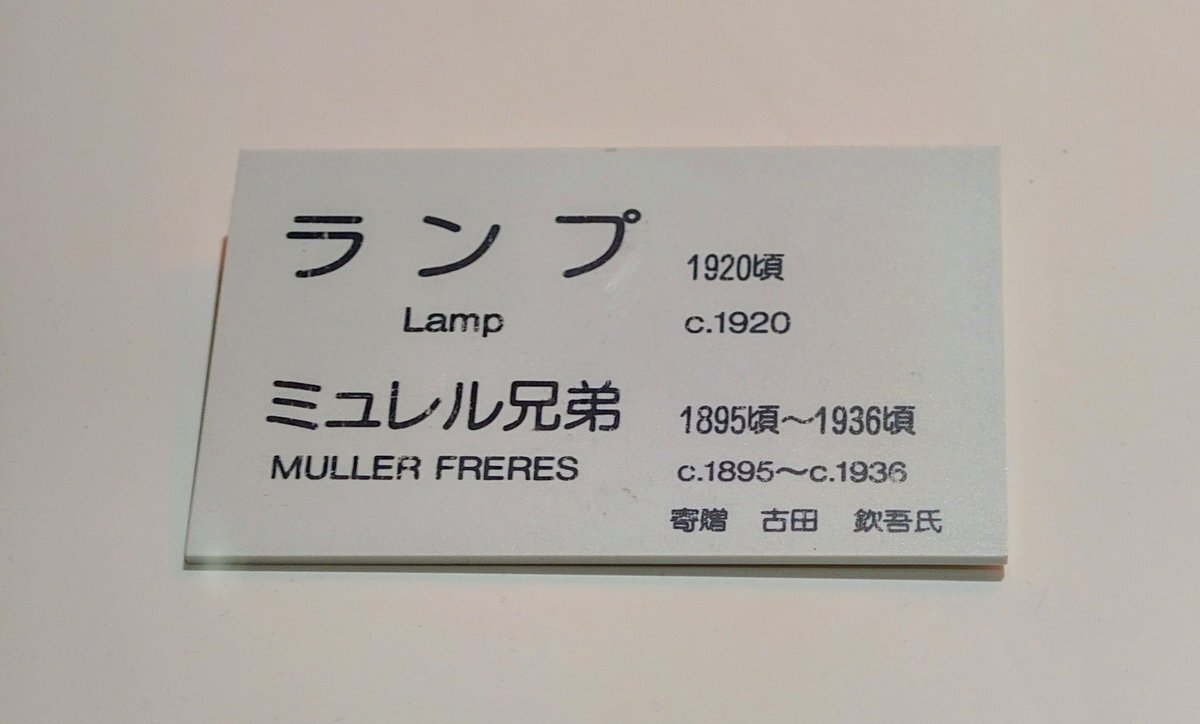 ランプ 1920頃
Lamp c.1920
ミュレル兄弟 1895頃～1936頃
MULLER FRERES c.1895～c.1936
寄贈 古田 欽吾氏